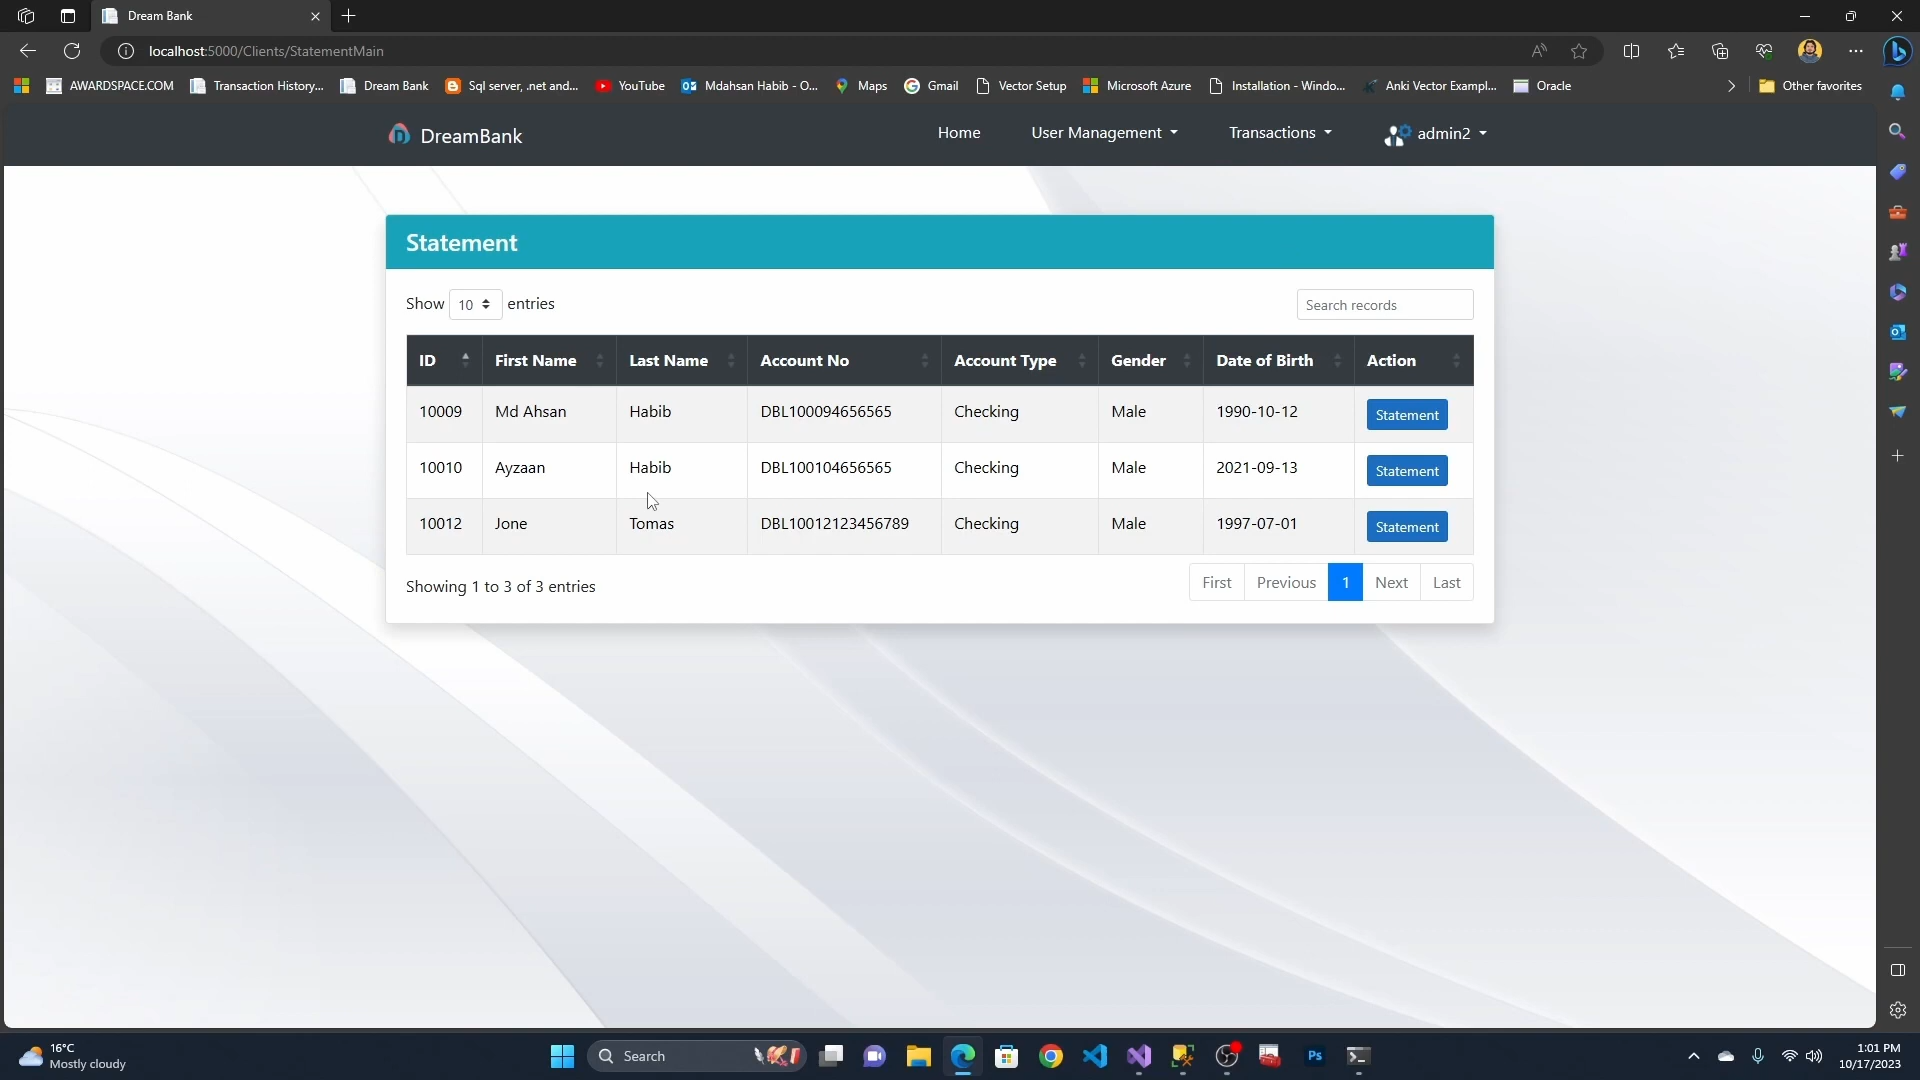 Dream Bank
localhost:5000/Clients/StatementMain
AWARDSPACE.COM Transaction History... Dream Bank Sql server, .net and... YouTube Mdahsan Habib - O... Maps Gmail Vector Setup Microsoft Azure Installation - Windo... Anki Vector Exampl... Oracle Other favorites
DreamBank Home User Management Transactions admin2
Statement
Show 10 entries Search records
ID First Name Last Name Account No Account Type Gender Date of Birth Action
10009 Md Ahsan Habib DBL100094656565 Checking Male 1990-10-12 Statement
10010 Ayzaan Habib DBL100104656565 Checking Male 2021-09-13 Statement
10012 Jone Tomas DBL10012123456789 Checking Male 1997-07-01 Statement
Showing 1 to 3 of 3 entries First Previous 1 Next Last
16°C
Mostly cloudy
Search
Ps
1:01 PM
10/17/2023